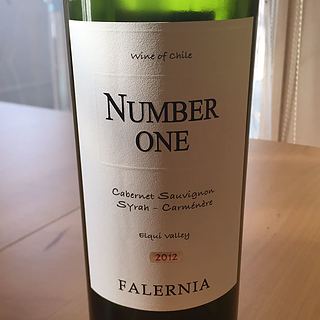 Wine of Chile
NUMBER
ONE
Cabernet Sauvignon
Syrah - Carménère
Elqui Valley
2012
FALERNIA